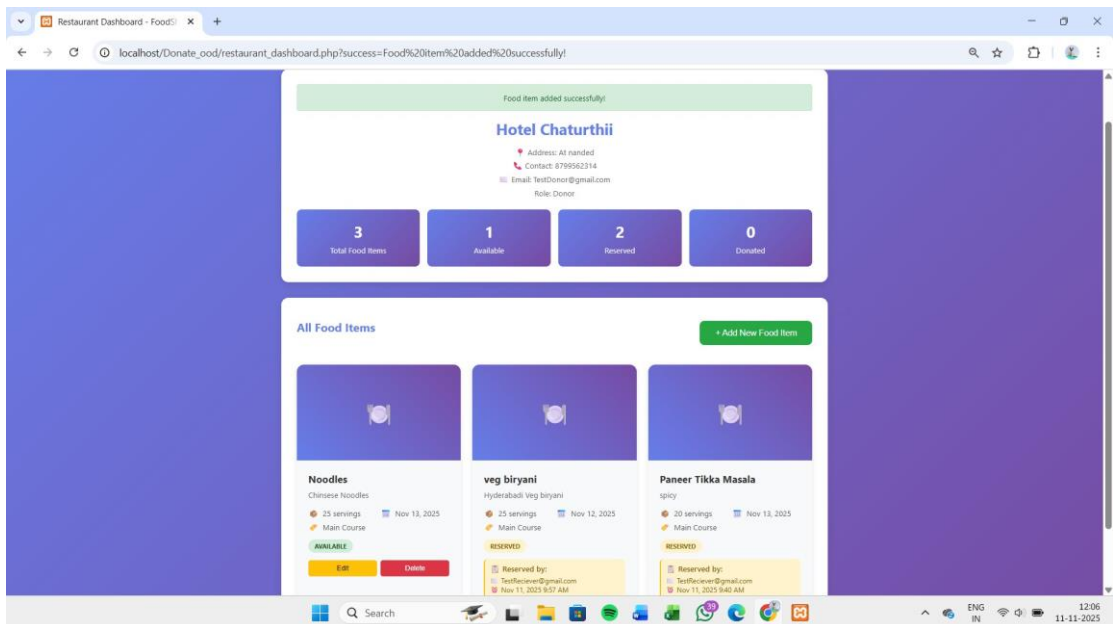 Restaurant Dashboard - FoodS
localhost/Donate_ood/restaurant_dashboard.php?success=Food%20item%20added%20successfully!
Food item added successfully!
Hotel Chaturthii
Address: At nanded
Contact: 8799562314
Email: TestDonor@gmail.com
Role: Donor
3 1 2 0
Total Food Items Available Reserved Donated
All Food Items
+ Add New Food Item
Noodles
Chinsese Noodles
25 servings Nov 13, 2025
Main Course
AVAILABLE
Edit Delete
veg biryani
Hyderabadi Veg biryani
25 servings Nov 12, 2025
Main Course
RESERVED
Reserved by:
TestReciever@gmail.com
Nov 11, 2025 9:57 AM
Paneer Tikka Masala
spicy
20 servings Nov 13, 2025
Main Course
RESERVED
Reserved by:
TestReciever@gmail.com
Nov 11, 2025 9:40 AM
Search
39
ENG
IN
12:06
11-11-2025